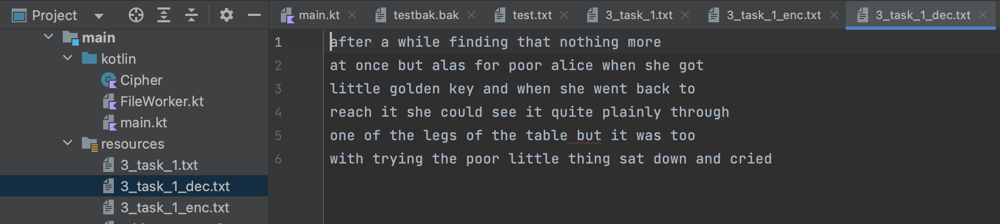 Project
main.kt
testbak.bak
test.txt
3_task_1.txt
3_task_1_enc.txt
3_task_1_dec.txt
main
kotlin
Cipher
FileWorker.kt
main.kt
resources
3_task_1.txt
3_task_1_dec.txt
3_task_1_enc.txt
1 after a while finding that nothing more
2 at once but alas for poor alice when she got
3 little golden key and when she went back to
4 reach it she could see it quite plainly through
5 one of the legs of the table but it was too
6 with trying the poor little thing sat down and cried